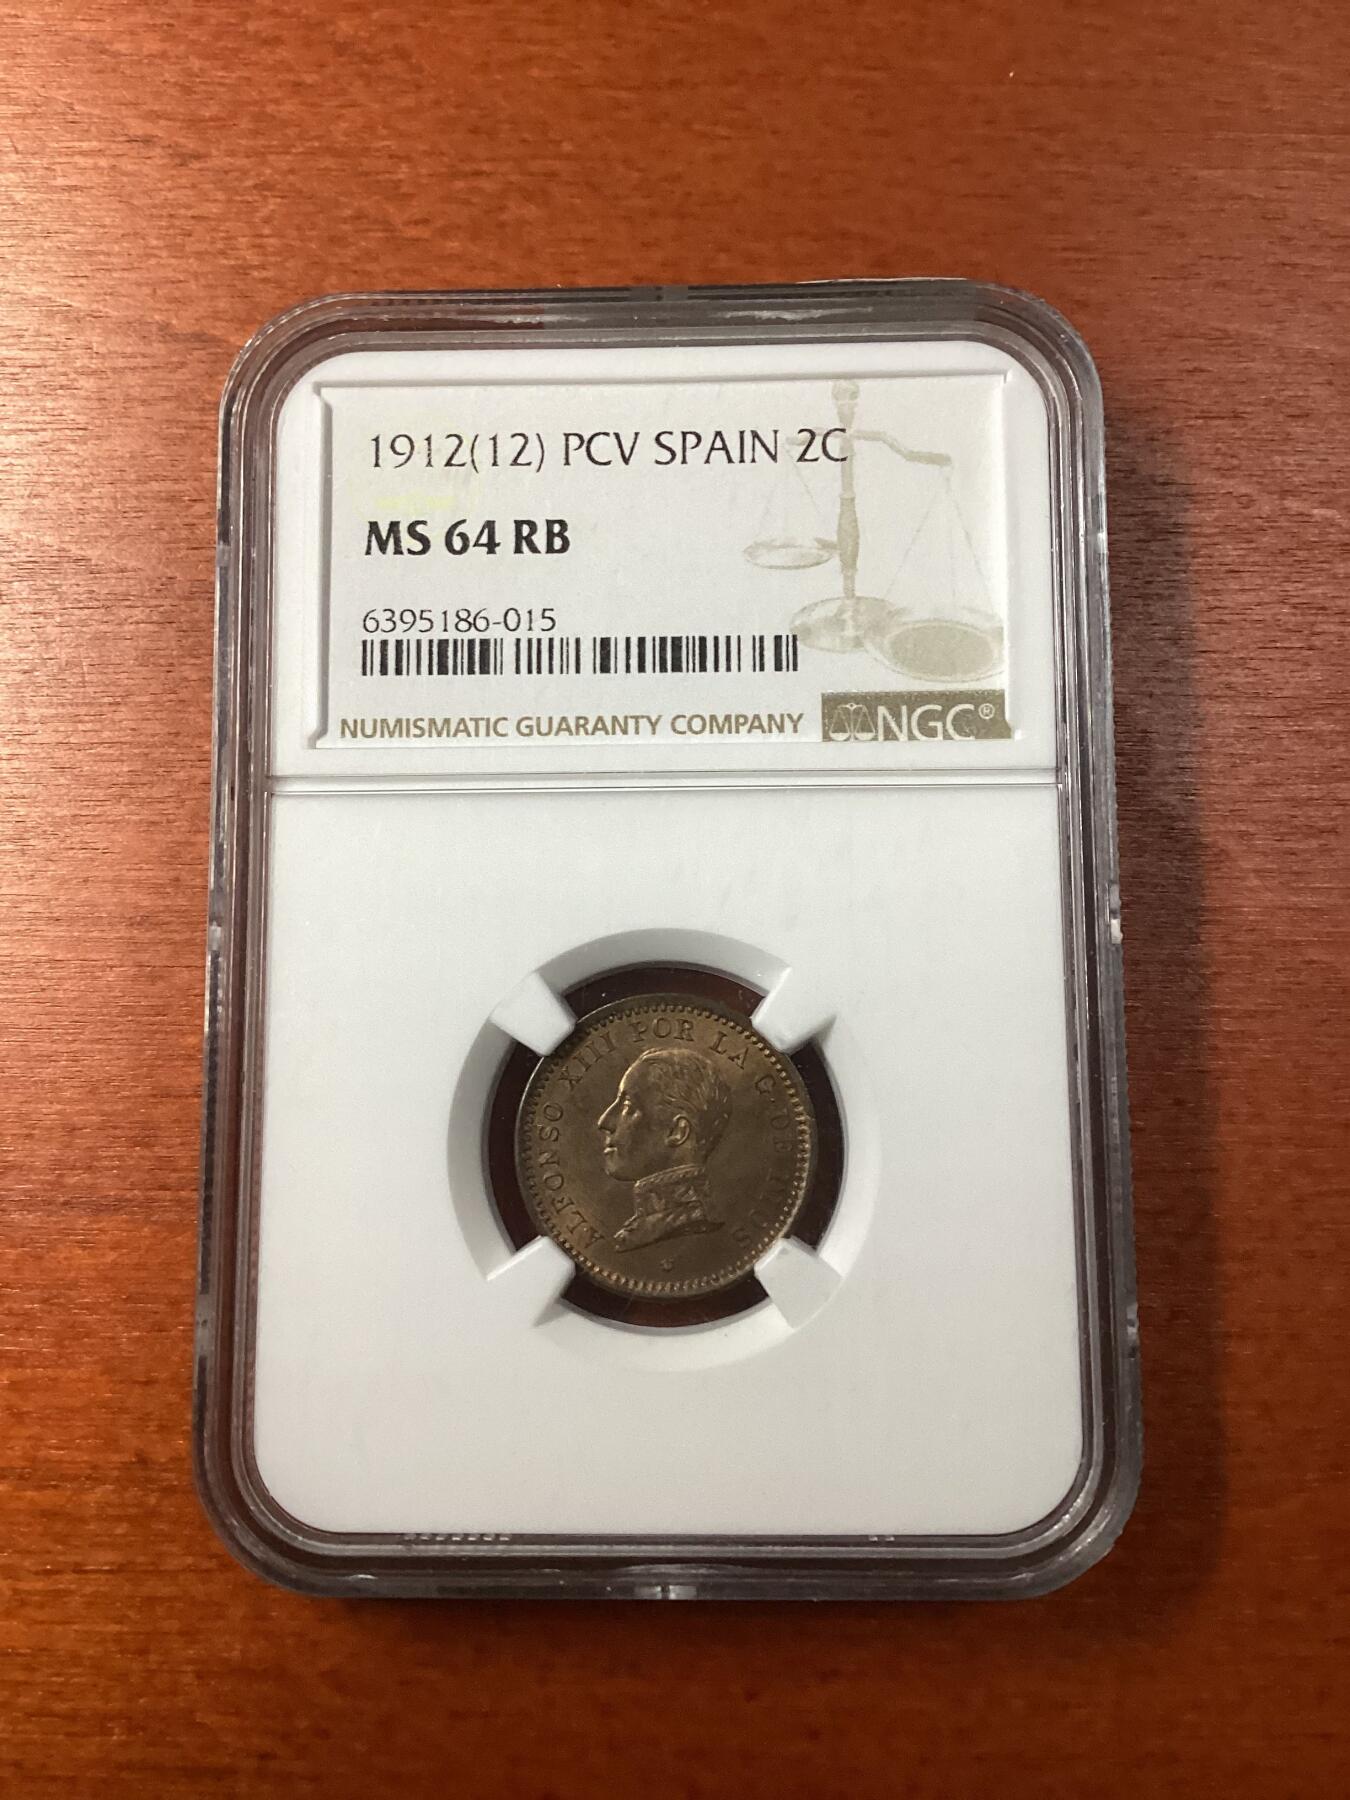 1912(12) PCV SPAIN 2C
MS 64 RB
6395186-015
NUMISMATIC GUARANTY COMPANY NGC®
ALFONSO XIII POR LA G· DE DIOS